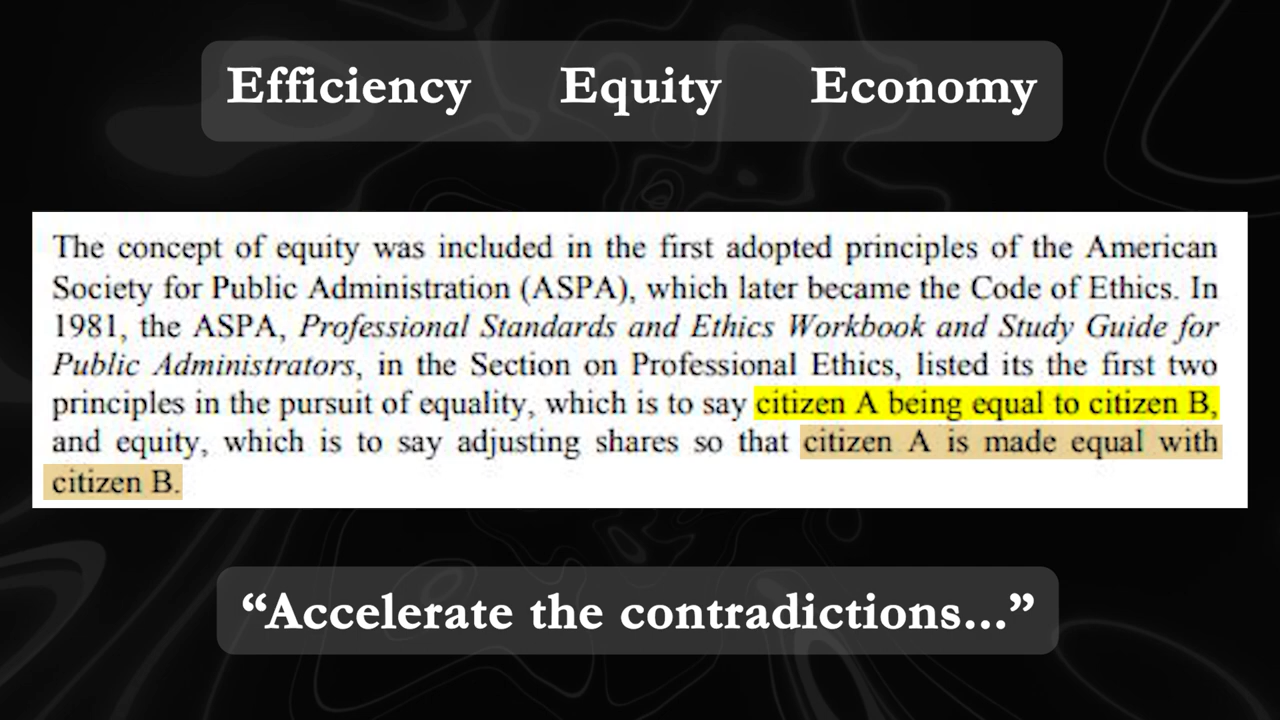 Efficiency Equity Economy
The concept of equity was included in the first adopted principles of the American
Society for Public Administration (ASPA), which later became the Code of Ethics. In
1981, the ASPA, Professional Standards and Ethics Workbook and Study Guide for
Public Administrators, in the Section on Professional Ethics, listed its the first two
principles in the pursuit of equality, which is to say citizen A being equal to citizen B,
and equity, which is to say adjusting shares so that citizen A is made equal with
citizen B.
“Accelerate the contradictions...”